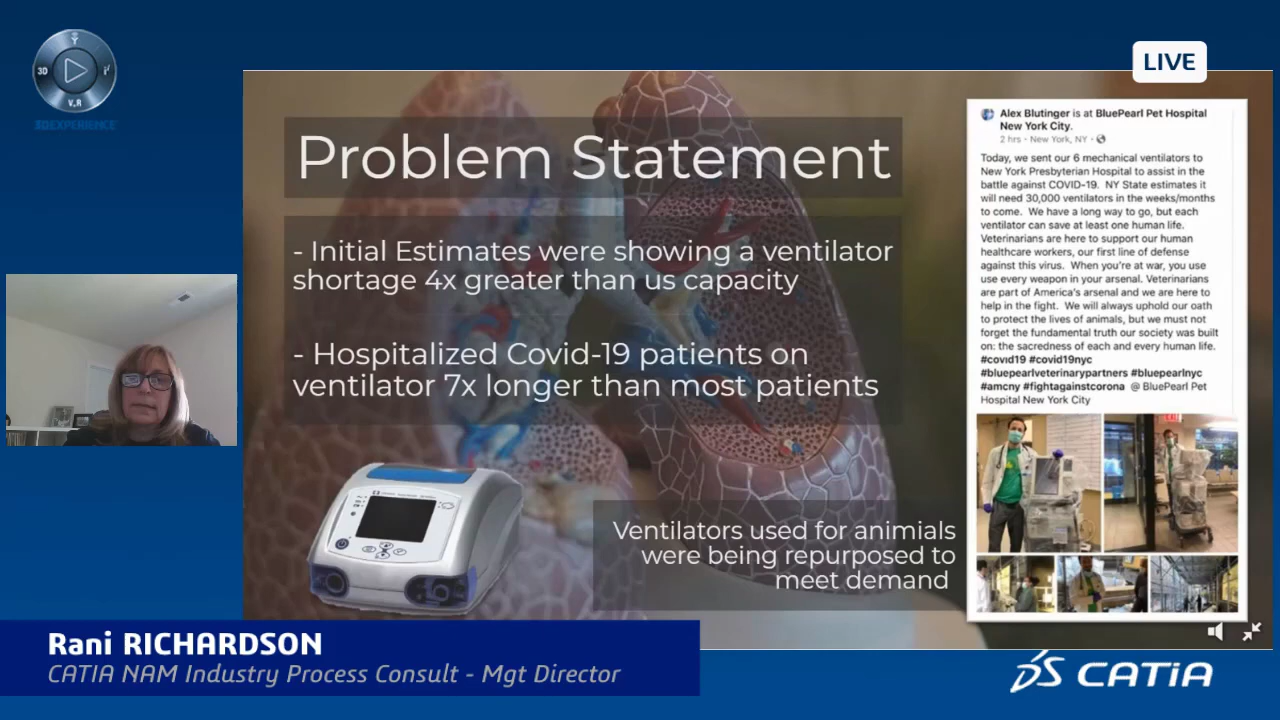 3D
V,R
3DEXPERIENCE
LIVE
Problem Statement
- Initial Estimates were showing a ventilator
shortage 4x greater than us capacity
- Hospitalized Covid-19 patients on
ventilator 7x longer than most patients
Ventilators used for animials
were being repurposed to
meet demand
Alex Blutinger is at BluePearl Pet Hospital
New York City.
2 hrs · New York, NY ·
Today, we sent our 6 mechanical ventilators to
New York Presbyterian Hospital to assist in the
battle against COVID-19. NY State estimates it
will need 30,000 ventilators in the weeks/months
to come. We have a long way to go, but each
ventilator can save at least one human life.
Veterinarians are here to support our human
healthcare workers, our first line of defense
against this virus. When you're at war, you use
use every weapon in your arsenal. Veterinarians
are part of America's arsenal and we are here to
help in the fight. We will always uphold our oath
to protect the lives of animals, but we must not
forget the fundamental truth our society was built
on: the sacredness of each and every human life.
#covid19 #covid19nyc
#bluepearlveterinarypartners #bluepearlnyc
#amcny #fightagainstcorona @ BluePearl Pet
Hospital New York City
EXIT
Rani RICHARDSON
CATIA NAM Industry Process Consult - Mgt Director
CATIA